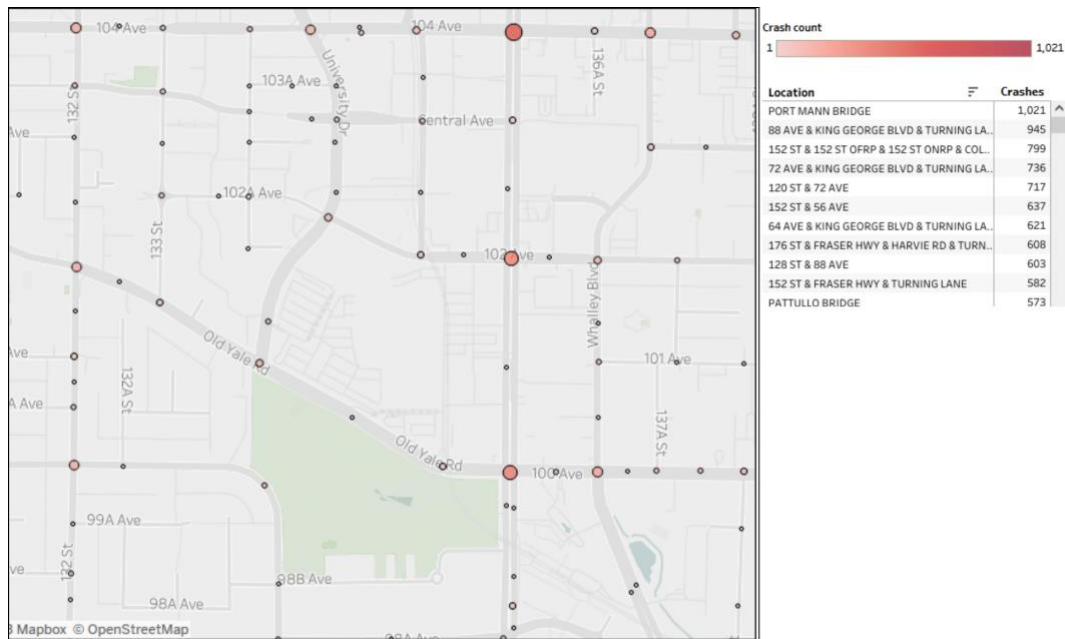 104 Ave
104 Ave
136A St
University Dr
103A Ave
132 St
Ave
Central Ave
102A Ave
133 St
102 Ave
Whalley Blvd
Old Yale Rd
101 Ave
Ave
132A St
137A St
A Ave
Old Yale Rd
100 Ave
99A Ave
132 St
98B Ave
ve
98A Ave
98A Ave
3 Mapbox © OpenStreetMap
Crash count
1 1,021
Location Crashes
PORT MANN BRIDGE 1,021
88 AVE & KING GEORGE BLVD & TURNING LA.. 945
152 ST & 152 ST OFRP & 152 ST ONRP & COL.. 799
72 AVE & KING GEORGE BLVD & TURNING LA.. 736
120 ST & 72 AVE 717
152 ST & 56 AVE 637
64 AVE & KING GEORGE BLVD & TURNING LA.. 621
176 ST & FRASER HWY & HARVIE RD & TURN.. 608
128 ST & 88 AVE 603
152 ST & FRASER HWY & TURNING LANE 582
PATTULLO BRIDGE 573